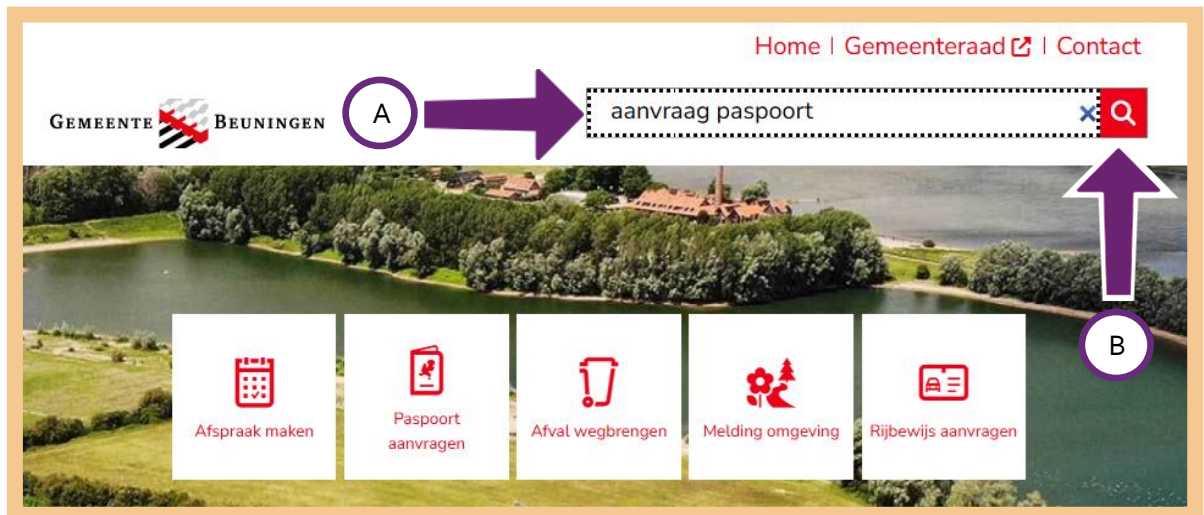 Home | Gemeenteraad | Contact
GEMEENTE BEUNINGEN
A
aanvraag paspoort
B
Afspraak maken
Paspoort
aanvragen
Afval wegbrengen
Melding omgeving
Rijbewijs aanvragen